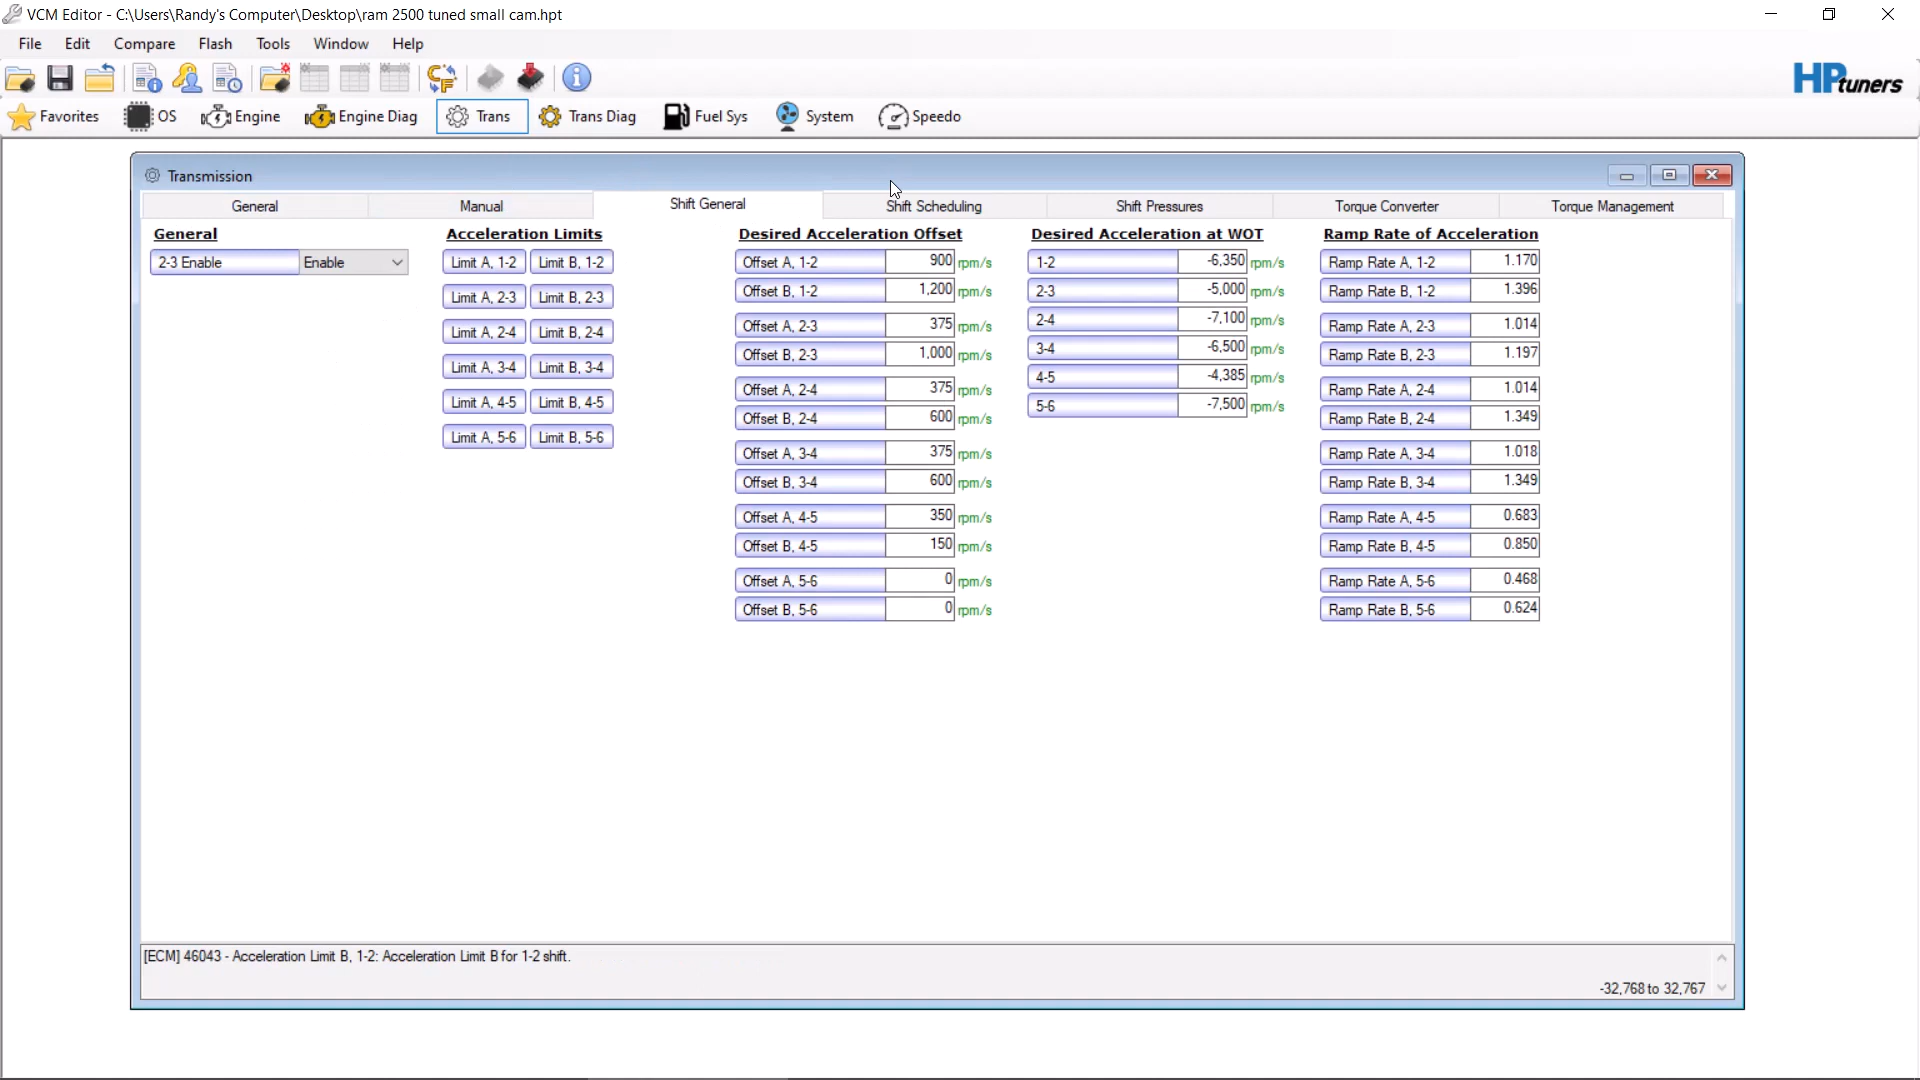 VCM Editor - C:\Users\Randy's Computer\Desktop\ram 2500 tuned small cam.hpt
File Edit Compare Flash Tools Window Help
HPtuners
Favorites OS Engine Engine Diag Trans Trans Diag Fuel Sys System Speedo
Transmission
General Manual Shift General Shift Scheduling Shift Pressures Torque Converter Torque Management
General
2-3 Enable Enable
Acceleration Limits
Limit A, 1-2 Limit B, 1-2
Limit A, 2-3 Limit B, 2-3
Limit A, 2-4 Limit B, 2-4
Limit A, 3-4 Limit B, 3-4
Limit A, 4-5 Limit B, 4-5
Limit A, 5-6 Limit B, 5-6
Desired Acceleration Offset
Offset A, 1-2 900 rpm/s
Offset B, 1-2 1,200 rpm/s
Offset A, 2-3 375 rpm/s
Offset B, 2-3 1,000 rpm/s
Offset A, 2-4 375 rpm/s
Offset B, 2-4 600 rpm/s
Offset A, 3-4 375 rpm/s
Offset B, 3-4 600 rpm/s
Offset A, 4-5 350 rpm/s
Offset B, 4-5 150 rpm/s
Offset A, 5-6 0 rpm/s
Offset B, 5-6 0 rpm/s
Desired Acceleration at WOT
1-2 -6,350 rpm/s
2-3 -5,000 rpm/s
2-4 -7,100 rpm/s
3-4 -6,500 rpm/s
4-5 -4,385 rpm/s
5-6 -7,500 rpm/s
Ramp Rate of Acceleration
Ramp Rate A, 1-2 1.170
Ramp Rate B, 1-2 1.396
Ramp Rate A, 2-3 1.014
Ramp Rate B, 2-3 1.197
Ramp Rate A, 2-4 1.014
Ramp Rate B, 2-4 1.349
Ramp Rate A, 3-4 1.018
Ramp Rate B, 3-4 1.349
Ramp Rate A, 4-5 0.683
Ramp Rate B, 4-5 0.850
Ramp Rate A, 5-6 0.468
Ramp Rate B, 5-6 0.624
[ECM] 46043 - Acceleration Limit B, 1-2: Acceleration Limit B for 1-2 shift.
-32,768 to 32,767